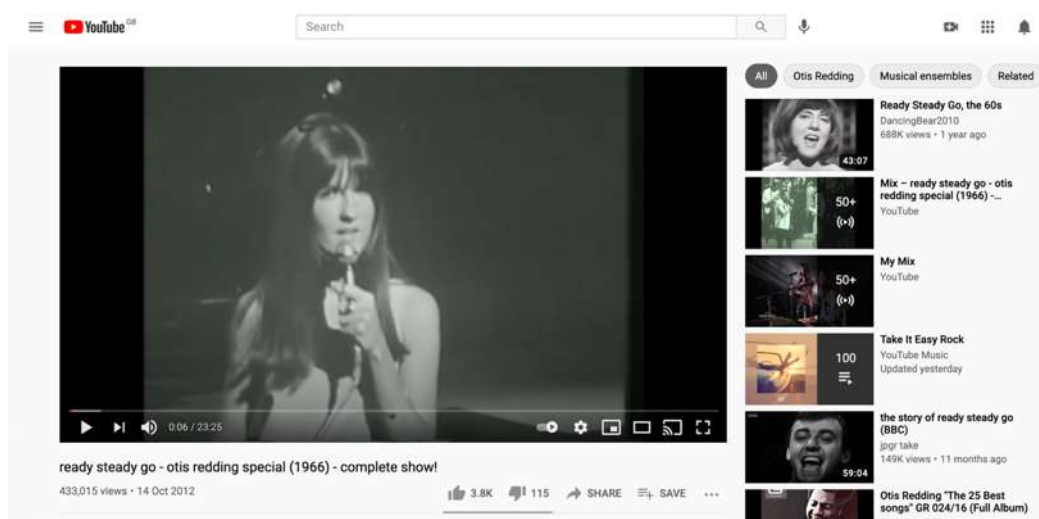 YouTube GB
Search
ready steady go - otis redding special (1966) - complete show!
433,015 views • 14 Oct 2012
0:06 / 23:25
3.8K
115
SHARE
SAVE
All
Otis Redding
Musical ensembles
Related
Ready Steady Go, the 60s
DancingBear2010
688K views • 1 year ago
43:07
Mix – ready steady go - otis
redding special (1966) -...
YouTube
50+
My Mix
YouTube
50+
Take It Easy Rock
YouTube Music
Updated yesterday
100
the story of ready steady go
(BBC)
jpgr take
149K views • 11 months ago
59:04
Otis Redding "The 25 Best
songs" GR 024/16 (Full Album)